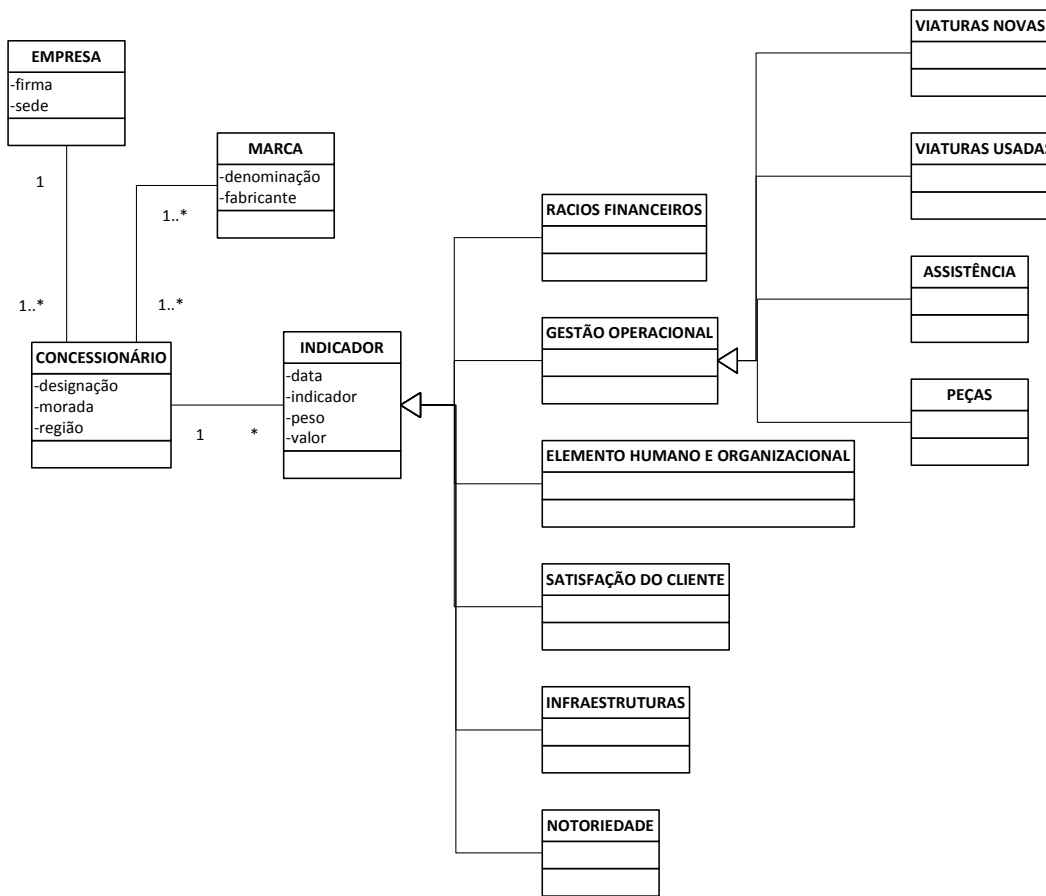 EMPRESA
-firma
-sede
1
1..*
MARCA
-denominação
-fabricante
1..*
1..*
CONCESSIONÁRIO
-designação
-morada
-região
1
*
INDICADOR
-data
-indicador
-peso
-valor
RACIOS FINANCEIROS
GESTÃO OPERACIONAL
ELEMENTO HUMANO E ORGANIZACIONAL
SATISFAÇÃO DO CLIENTE
INFRAESTRUTURAS
NOTORIEDADE
VIATURAS NOVAS
VIATURAS USADAS
ASSISTÊNCIA
PEÇAS